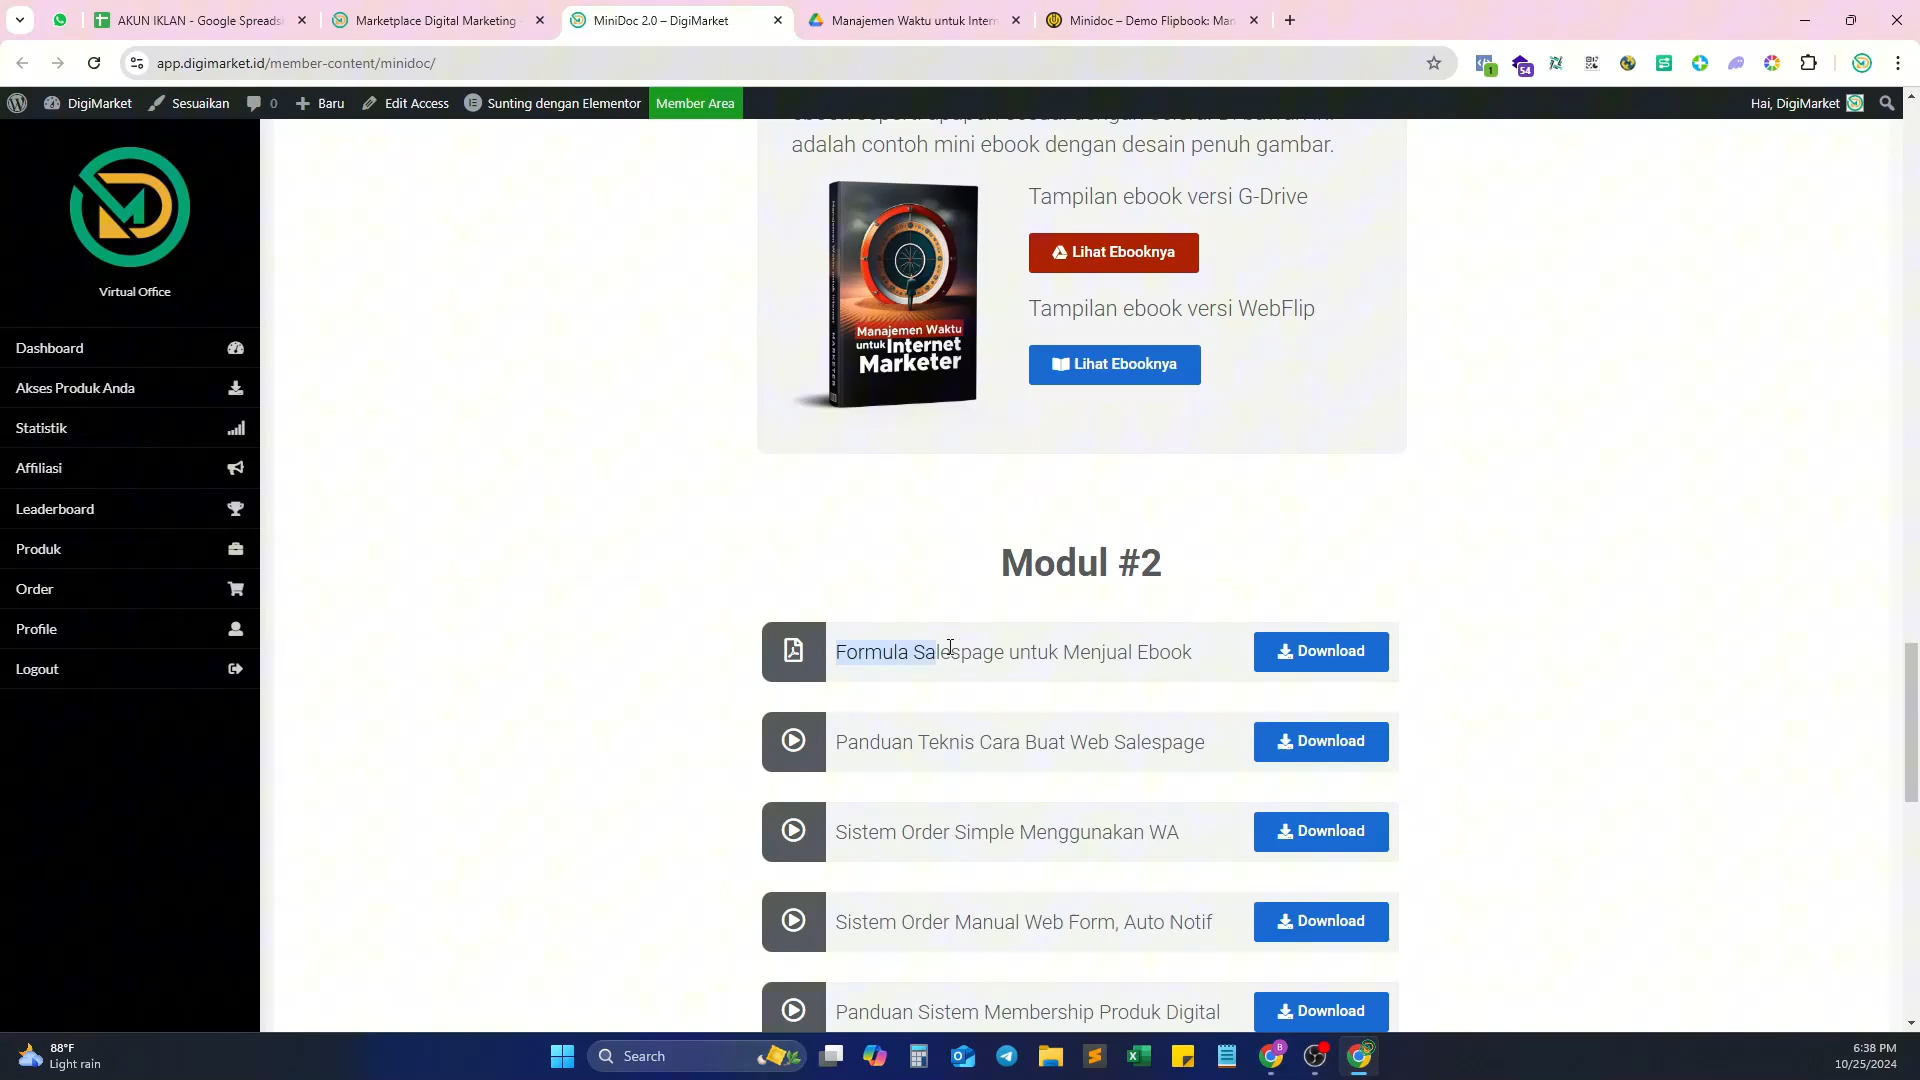 AKUN IKLAN - Google Spreads
Marketplace Digital Marketing
MiniDoc 2.0 – DigiMarket
Manajemen Waktu untuk Intern
Minidoc – Demo Flipbook: Man
app.digimarket.id/member-content/minidoc/
1
54
DigiMarket
Sesuaikan
0
Baru
Edit Access
Sunting dengan Elementor
Member Area
Hai, DigiMarket
adalah contoh mini ebook dengan desain penuh gambar.
Virtual Office
Dashboard
Akses Produk Anda
Statistik
Affiliasi
Leaderboard
Produk
Order
Profile
Logout
Manajemen Waktu
untuk Internet
Marketer
Tampilan ebook versi G-Drive
Lihat Ebooknya
Tampilan ebook versi WebFlip
Lihat Ebooknya
Modul #2
Formula Salespage untuk Menjual Ebook
Download
Panduan Teknis Cara Buat Web Salespage
Download
Sistem Order Simple Menggunakan WA
Download
Sistem Order Manual Web Form, Auto Notif
Download
Panduan Sistem Membership Produk Digital
Download
88°F
Light rain
Search
6:38 PM
10/25/2024